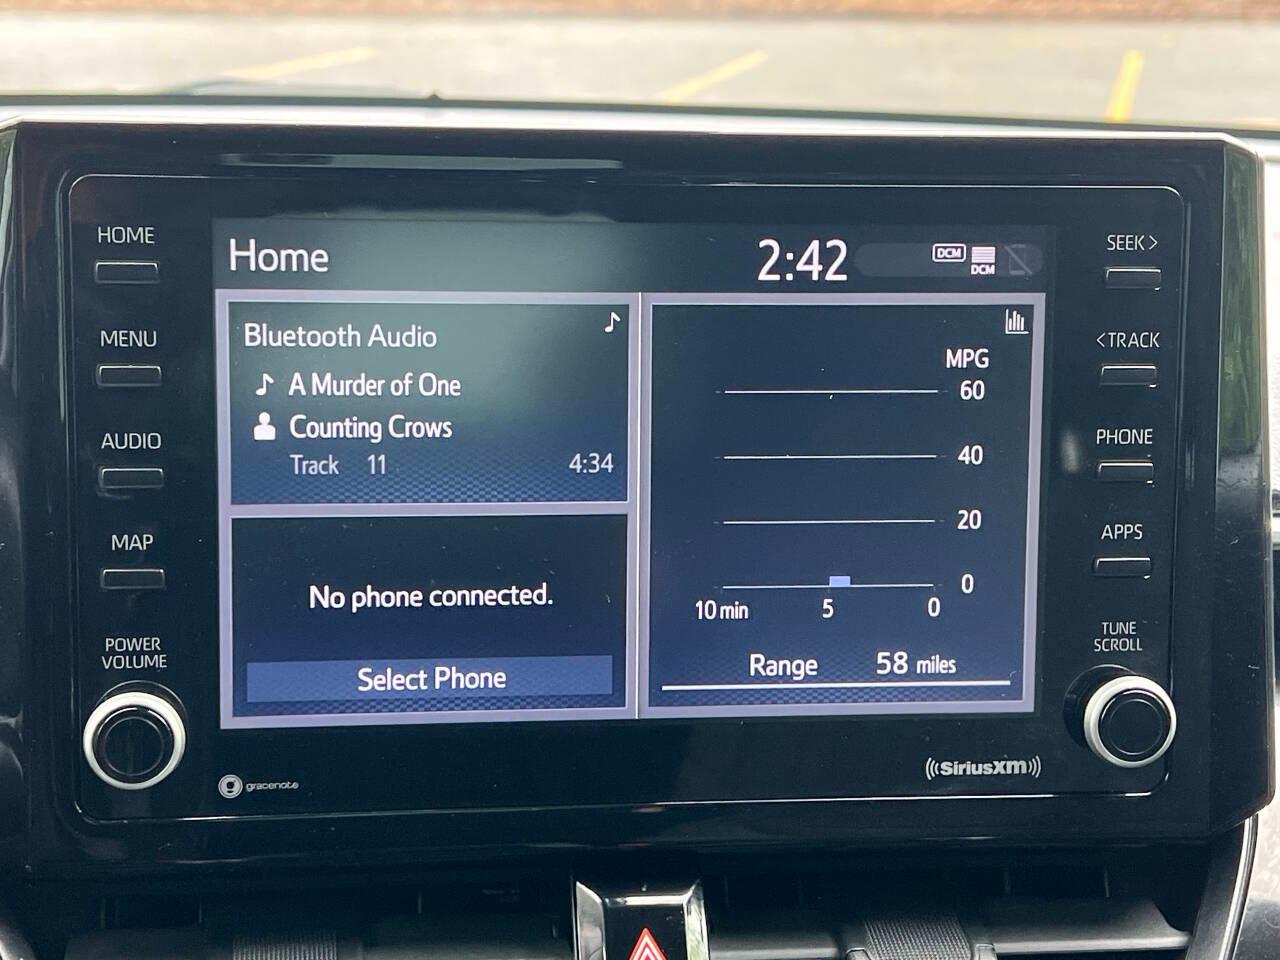 HOME
MENU
AUDIO
MAP
POWER
VOLUME
Home
2:42
DCM
DCM
Bluetooth Audio
A Murder of One
Counting Crows
Track 11
4:34
No phone connected.
Select Phone
MPG
60
40
20
0
10 min 5 0
Range 58 miles
SEEK >
< TRACK
PHONE
APPS
TUNE
SCROLL
gracenote
((SiriusXM))